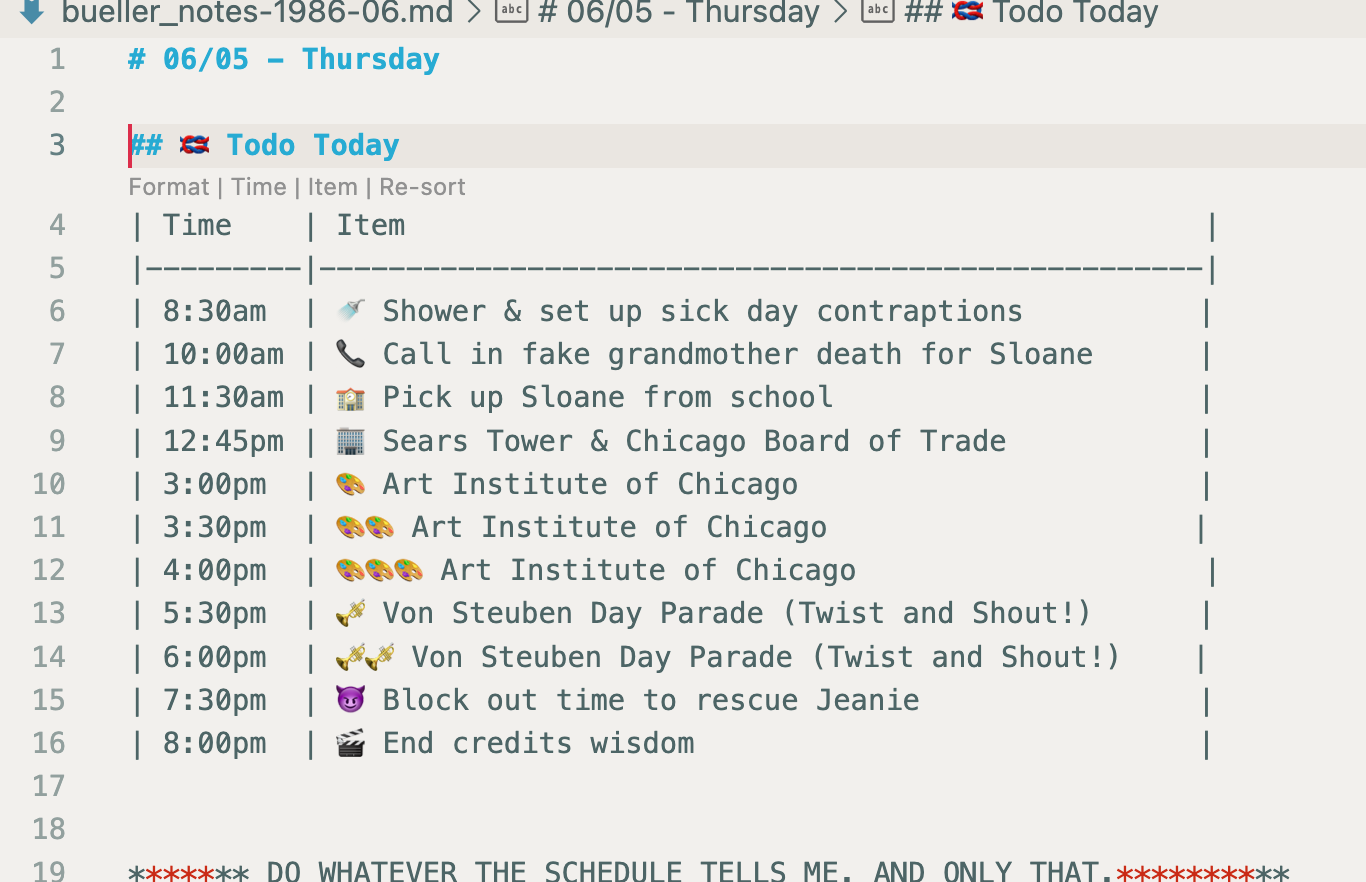 bueller_notes-1986-06.md > abc # 06/05 - Thursday > abc ## 🪢 Todo Today
1 # 06/05 - Thursday
2
3 ## 🪢 Todo Today
Format | Time | Item | Re-sort
4 | Time    | Item                                              |
5 |---------|---------------------------------------------------|
6 | 8:30am  | 🚿 Shower & set up sick day contraptions          |
7 | 10:00am | 📞 Call in fake grandmother death for Sloane      |
8 | 11:30am | 🏫 Pick up Sloane from school                     |
9 | 12:45pm | 🏢 Sears Tower & Chicago Board of Trade           |
10 | 3:00pm  | 🎨 Art Institute of Chicago                       |
11 | 3:30pm  | 🎨🎨 Art Institute of Chicago                     |
12 | 4:00pm  | 🎨🎨🎨 Art Institute of Chicago                    |
13 | 5:30pm  | 🎺 Von Steuben Day Parade (Twist and Shout!)      |
14 | 6:00pm  | 🎺🎺 Von Steuben Day Parade (Twist and Shout!)    |
15 | 7:30pm  | 😈 Block out time to rescue Jeanie                |
16 | 8:00pm  | 🎬 End credits wisdom                             |
17
18
19 ******* DO WHATEVER THE SCHEDULE TELLS ME. AND ONLY THAT.**********